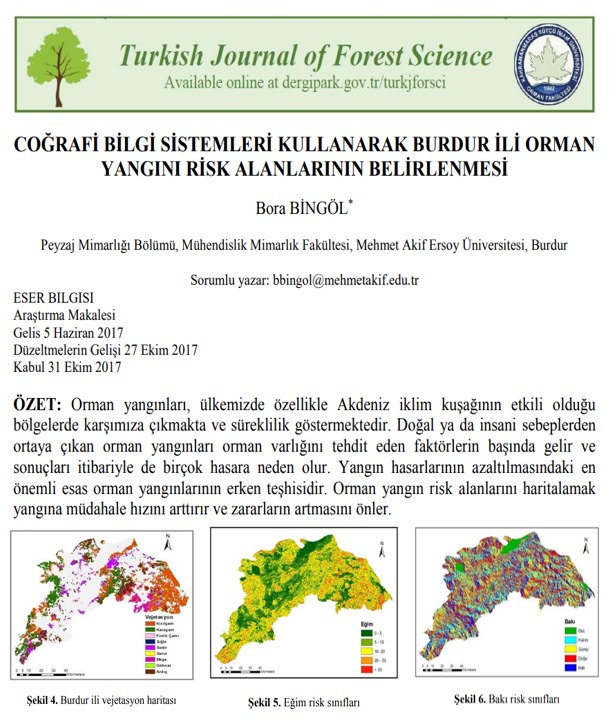 Turkish Journal of Forest Science
Available online at dergipark.gov.tr/turkjforsci
COĞRAFİ BİLGİ SİSTEMLERİ KULLANARAK BURDUR İLİ ORMAN
YANGINI RİSK ALANLARININ BELİRLENMESİ
Bora BİNGÖL*
Peyzaj Mimarlığı Bölümü, Mühendislik Mimarlık Fakültesi, Mehmet Akif Ersoy Üniversitesi, Burdur
Sorumlu yazar: bbingol@mehmetakif.edu.tr
ESER BILGISI
Araştırma Makalesi
Gelis 5 Haziran 2017
Düzeltmelerin Gelişi 27 Ekim 2017
Kabul 31 Ekim 2017
ÖZET: Orman yangınları, ülkemizde özellikle Akdeniz iklim kuşağının etkili olduğu
bölgelerde karşımıza çıkmakta ve süreklilik göstermektedir. Doğal ya da insani sebeplerden
ortaya çıkan orman yangınları orman varlığını tehdit eden faktörlerin başında gelir ve
sonuçları itibariyle de birçok hasara neden olur. Yangın hasarlarının azaltılmasındaki en
önemli esas orman yangınlarının erken teşhisidir. Orman yangın risk alanlarını haritalamak
yangına müdahale hızını arttırır ve zararların artmasını önler.
N
Vejetasyon
Kızılçam
Karaçam
Fıstık Çamı
Sığla
Sedir
Servi
Meşe
Ardıç
N
Eğim
0 - 5
5 - 10
10 - 20
20 - 30
> 30
N
Bakı
Düz
Kuzey
Güney
Doğu
Batı
Şekil 4. Burdur ili vejetasyon haritası
Şekil 5. Eğim risk sınıfları
Şekil 6. Bakı risk sınıfları